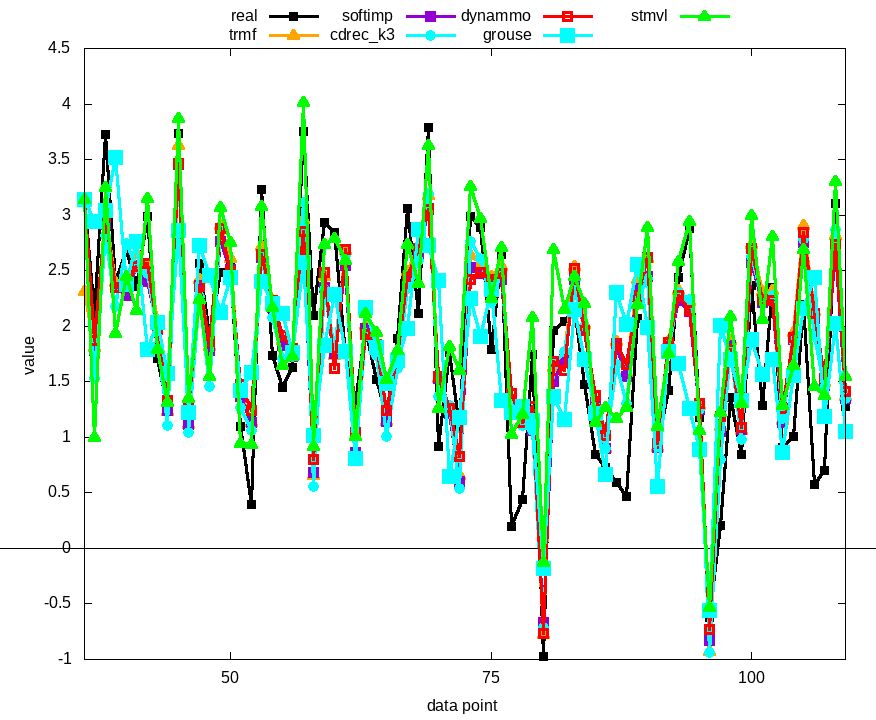 real softimp dynammo stmvl
trmf cdrec_k3 grouse
4.5
4
3.5
3
2.5
2
1.5
1
0.5
0
-0.5
-1
value
50 75 100
data point